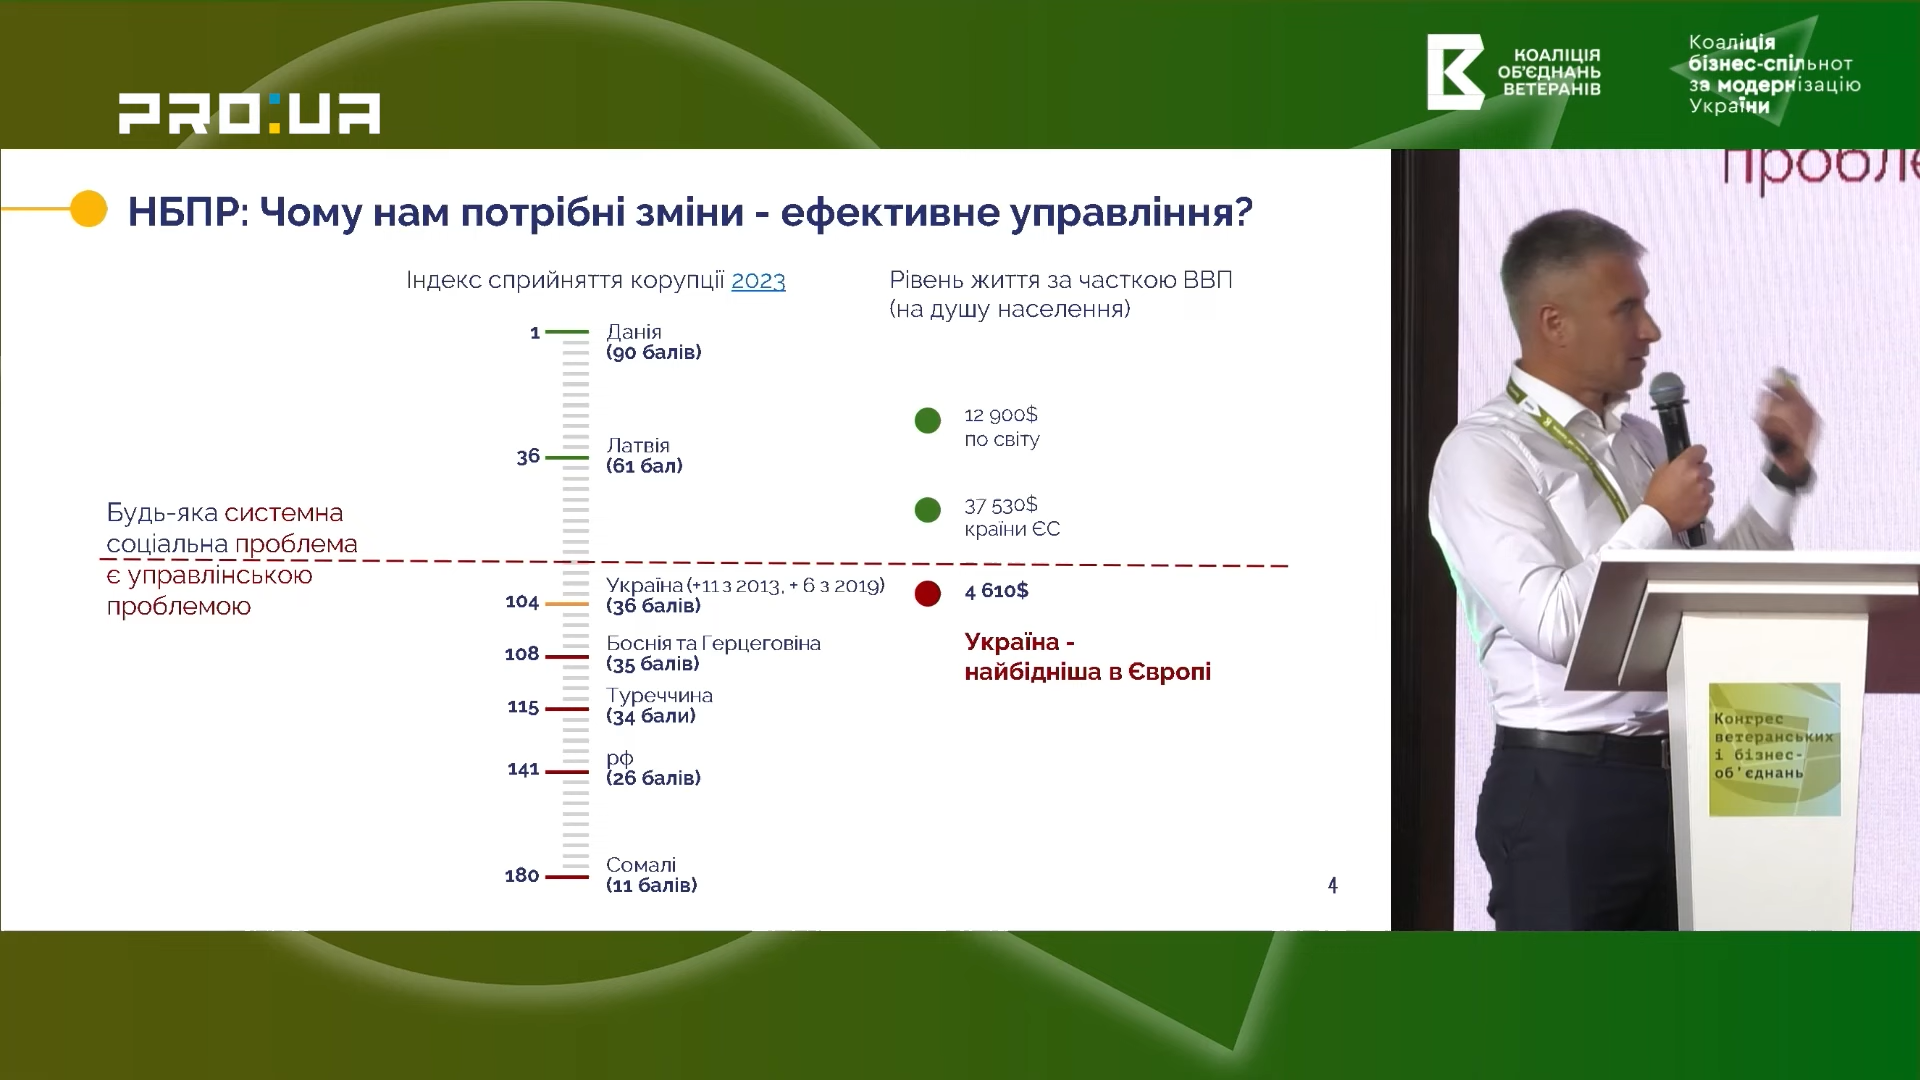 PRO:UA
КОАЛІЦІЯ
ОБ'ЄДНАНЬ
ВЕТЕРАНІВ
Коаліція
бізнес-спільнот
за модернізацію
України
НБПР: Чому нам потрібні зміни - ефективне управління?
Індекс сприйняття корупції 2023
1
Данія
(90 балів)
36
Латвія
(61 бал)
104
Україна (+11 з 2013, + 6 з 2019)
(36 балів)
108
Боснія та Герцеговіна
(35 балів)
115
Туреччина
(34 бали)
141
рф
(26 балів)
180
Сомалі
(11 балів)
Будь-яка системна
соціальна проблема
є управлінською
проблемою
Рівень життя за часткою ВВП
(на душу населення)
12 900$
по світу
37 530$
країни ЄС
4 610$
Україна -
найбідніша в Європі
4
Конгрес
ветеранських
і бізнес-
об'єднань